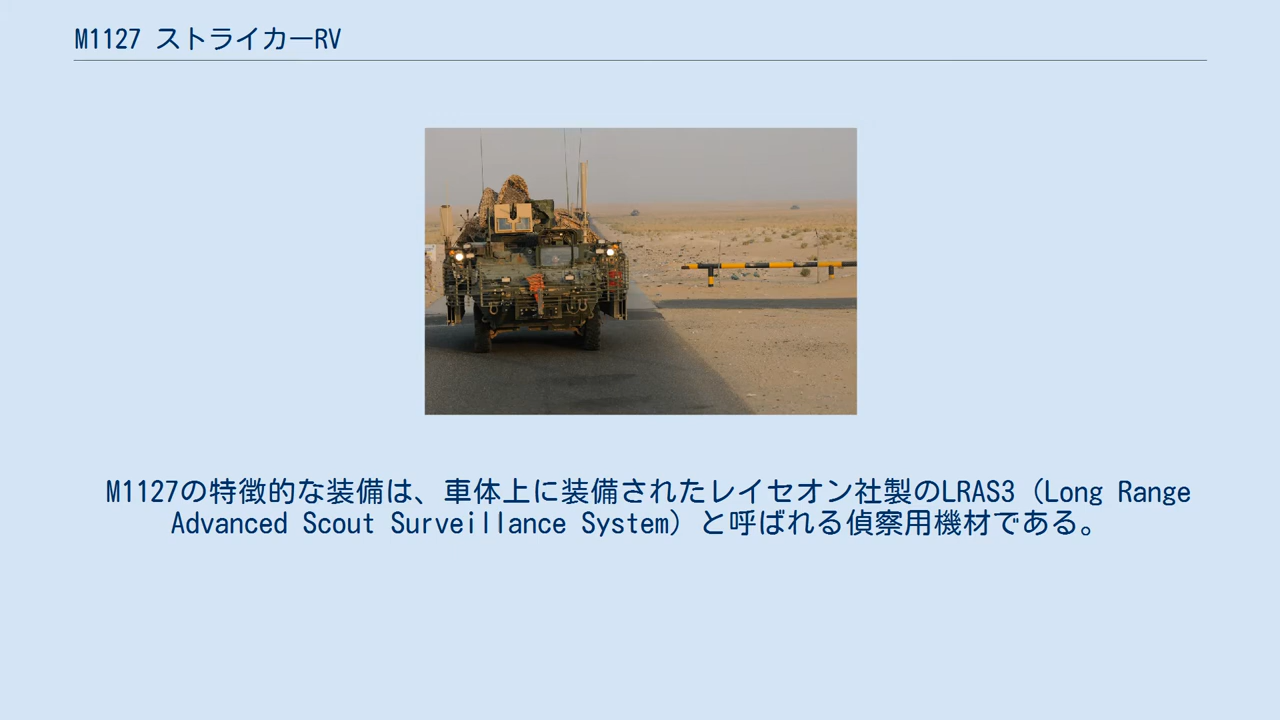 M1127 ストライカーRV
M1127の特徴的な装備は、車体上に装備されたレイセオン社製のLRAS3（Long Range
Advanced Scout Surveillance System）と呼ばれる偵察用機材である。